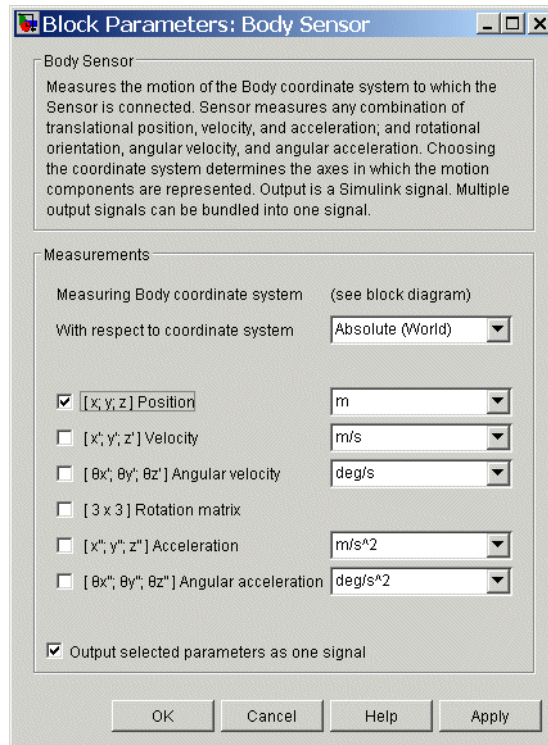 Block Parameters: Body Sensor
Body Sensor
Measures the motion of the Body coordinate system to which the
Sensor is connected. Sensor measures any combination of
translational position, velocity, and acceleration; and rotational
orientation, angular velocity, and angular acceleration. Choosing
the coordinate system determines the axes in which the motion
components are represented. Output is a Simulink signal. Multiple
output signals can be bundled into one signal.
Measurements
Measuring Body coordinate system (see block diagram)
With respect to coordinate system Absolute (World)
[ x; y; z ] Position m
[ x'; y'; z' ] Velocity m/s
[ θx'; θy'; θz' ] Angular velocity deg/s
[ 3 x 3 ] Rotation matrix
[ x''; y''; z'' ] Acceleration m/s^2
[ θx''; θy''; θz'' ] Angular acceleration deg/s^2
Output selected parameters as one signal
OK Cancel Help Apply